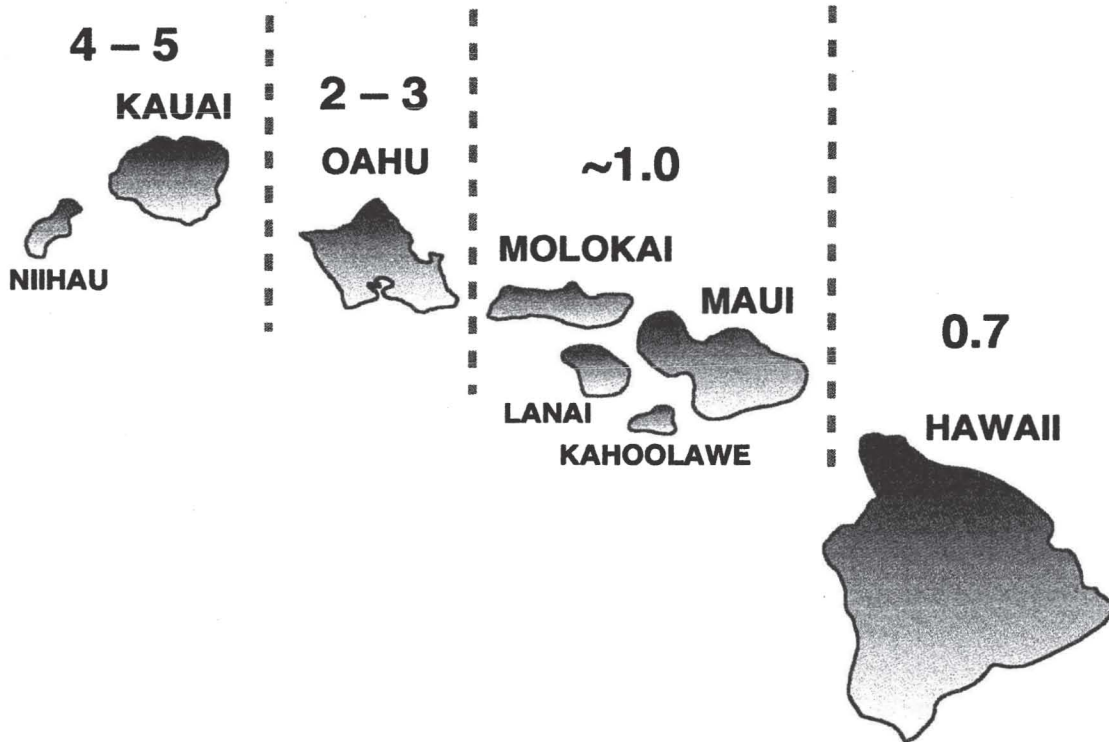 4 – 5
KAUAI
NIIHAU
2 – 3
OAHU
~1.0
MOLOKAI
MAUI
LANAI
KAHOOLAWE
0.7
HAWAII